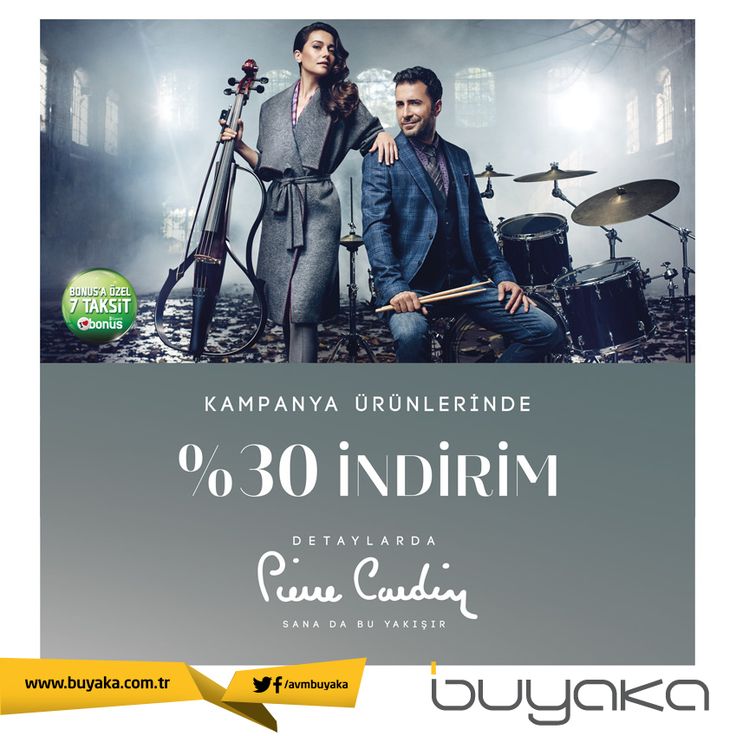 BONUS'A ÖZEL
7 TAKSİT
bonus
KAMPANYA ÜRÜNLERİNDE
%30 İNDİRİM
DETAYLARDA
Pierre Cardin
SANA DA BU YAKIŞIR
www.buyaka.com.tr
/avmbuyaka
buyaka